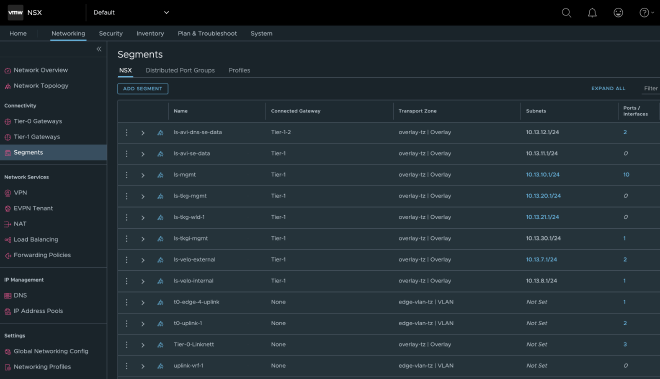 vmw NSX Default
Home Networking Security Inventory Plan & Troubleshoot System
«
Network Overview
Network Topology
Connectivity
Tier-0 Gateways
Tier-1 Gateways
Segments
Network Services
VPN
EVPN Tenant
NAT
Load Balancing
Forwarding Policies
IP Management
DNS
IP Address Pools
Settings
Global Networking Config
Networking Profiles
Segments
NSX Distributed Port Groups Profiles
ADD SEGMENT EXPAND ALL Filter
Name Connected Gateway Transport Zone Subnets Ports / Interfaces
ls-avi-dns-se-data Tier-1-2 overlay-tz | Overlay 10.13.12.1/24 2
ls-avi-se-data Tier-1 overlay-tz | Overlay 10.13.11.1/24 0
ls-mgmt Tier-1 overlay-tz | Overlay 10.13.10.1/24 10
ls-tkg-mgmt Tier-1 overlay-tz | Overlay 10.13.20.1/24 0
ls-tkg-wld-1 Tier-1 overlay-tz | Overlay 10.13.21.1/24 0
ls-tkgi-mgmt Tier-1 overlay-tz | Overlay 10.13.30.1/24 1
ls-velo-external Tier-1 overlay-tz | Overlay 10.13.7.1/24 2
ls-velo-internal Tier-1 overlay-tz | Overlay 10.13.8.1/24 1
t0-edge-4-uplink None edge-vlan-tz | VLAN Not Set 1
t0-uplink-1 None edge-vlan-tz | VLAN Not Set 2
Tier-0-Linknett None overlay-tz | Overlay Not Set 3
uplink-vrf-1 None edge-vlan-tz | VLAN Not Set 0